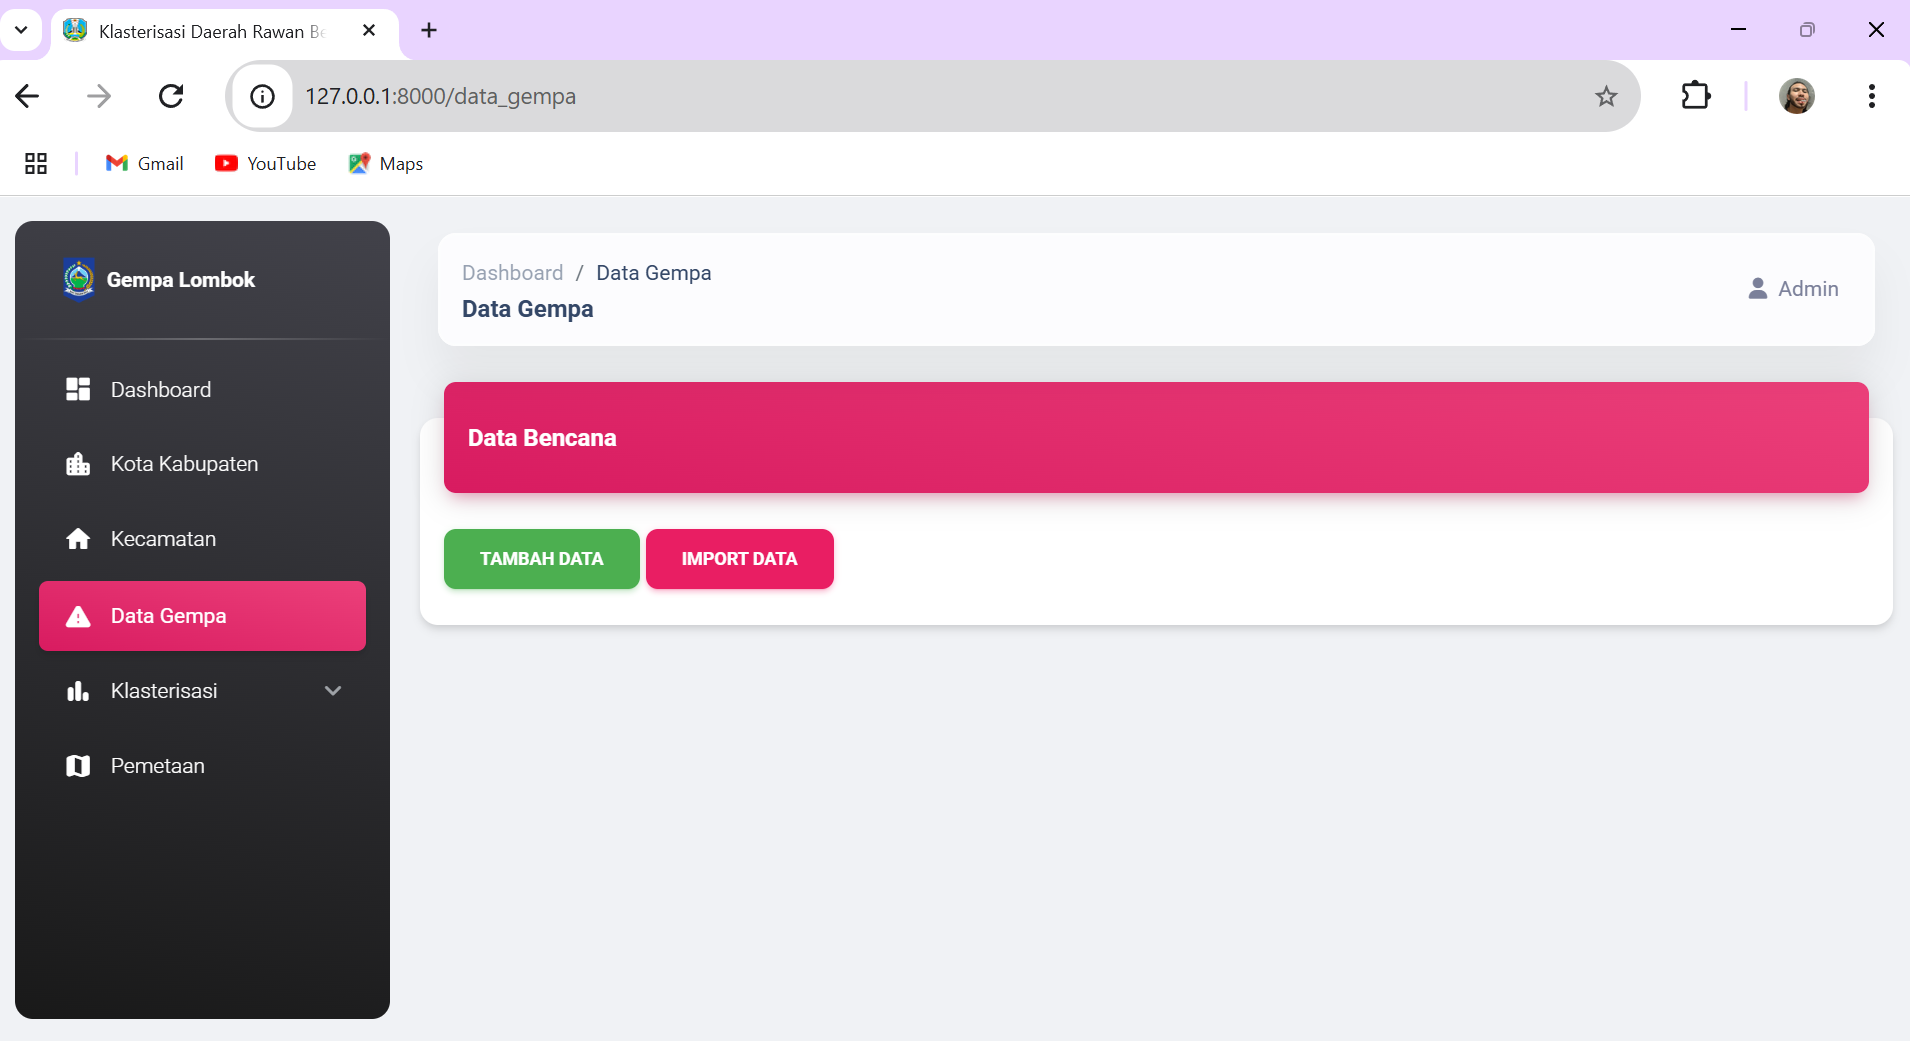 Klasterisasi Daerah Rawan Be
127.0.0.1:8000/data_gempa
Gmail
YouTube
Maps
Gempa Lombok
Dashboard
Kota Kabupaten
Kecamatan
Data Gempa
Klasterisasi
Pemetaan
Dashboard / Data Gempa
Data Gempa
Admin
Data Bencana
TAMBAH DATA
IMPORT DATA